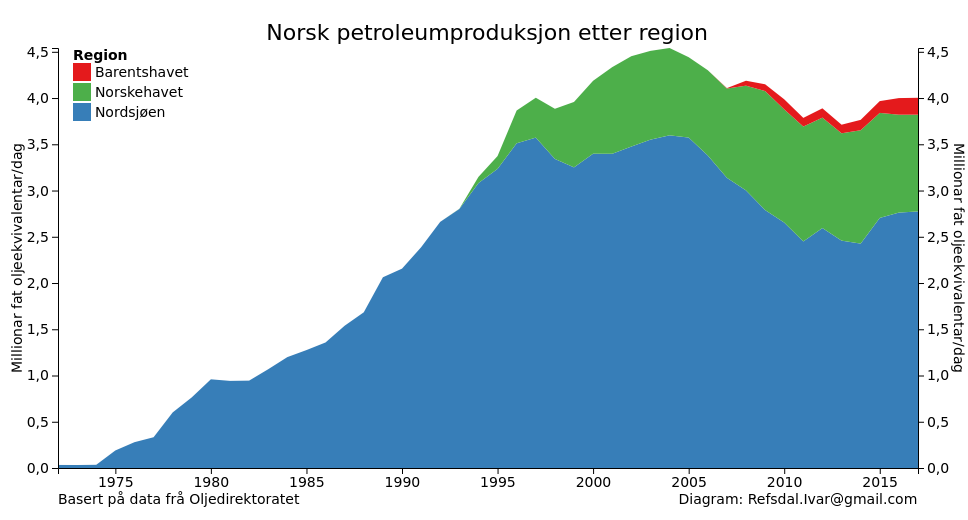 Norsk petroleumproduksjon etter region
Region
Barentshavet
Norskehavet
Nordsjøen
Millionar fat oljeekvivalentar/dag
4,5
4,0
3,5
3,0
2,5
2,0
1,5
1,0
0,5
0,0
4,5
4,0
3,5
3,0
2,5
2,0
1,5
1,0
0,5
0,0
Millionar fat oljeekvivalentar/dag
1975 1980 1985 1990 1995 2000 2005 2010 2015
Basert på data frå Oljedirektoratet
Diagram: Refsdal.Ivar@gmail.com